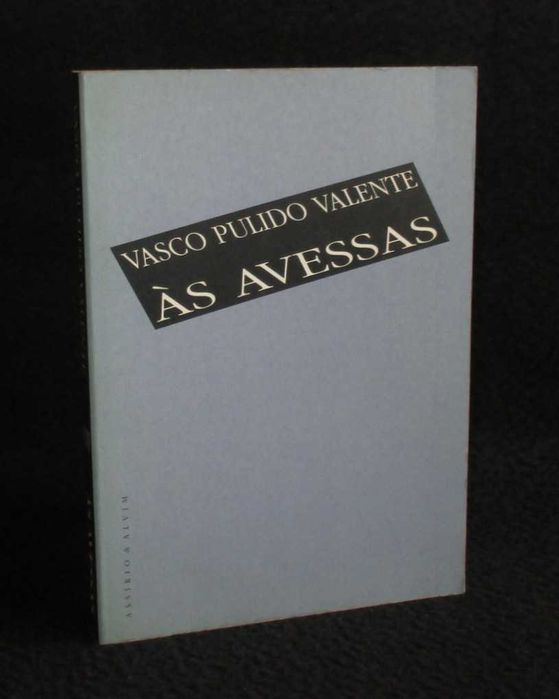 VASCO PULIDO VALENTE
ÀS AVESSAS
ASSÍRIO & ALVIM